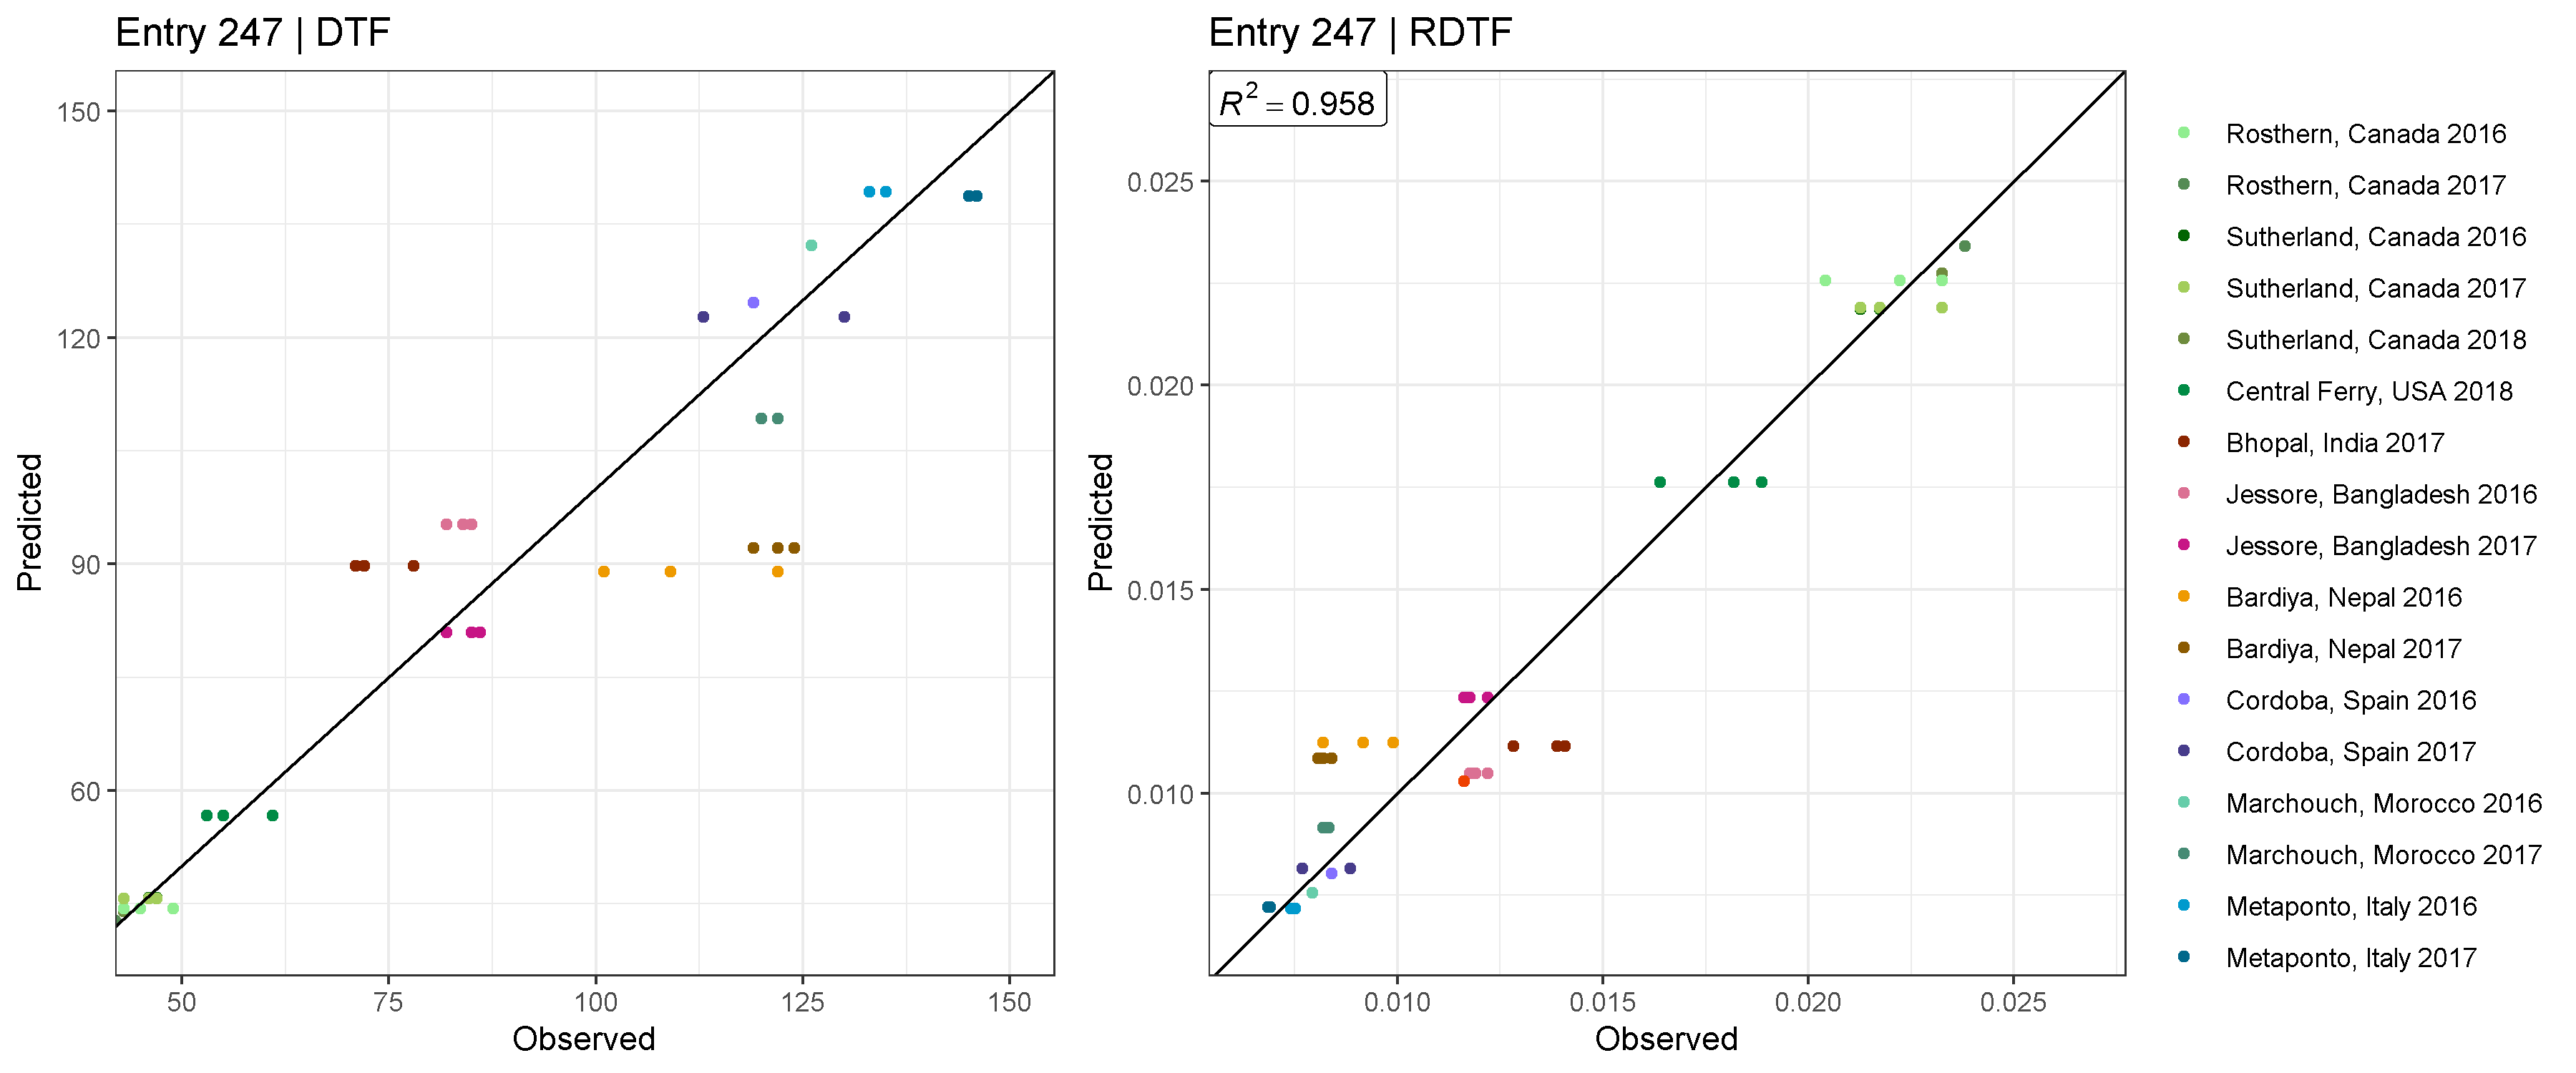 Entry 247 | DTF
150
120
90
60
Predicted
50
75
100
125
150
Observed
Entry 247 | RDTF
R² = 0.958
0.025
0.020
0.015
0.010
Predicted
0.010
0.015
0.020
0.025
Observed
Rosthern, Canada 2016
Rosthern, Canada 2017
Sutherland, Canada 2016
Sutherland, Canada 2017
Sutherland, Canada 2018
Central Ferry, USA 2018
Bhopal, India 2017
Jessore, Bangladesh 2016
Jessore, Bangladesh 2017
Bardiya, Nepal 2016
Bardiya, Nepal 2017
Cordoba, Spain 2016
Cordoba, Spain 2017
Marchouch, Morocco 2016
Marchouch, Morocco 2017
Metaponto, Italy 2016
Metaponto, Italy 2017